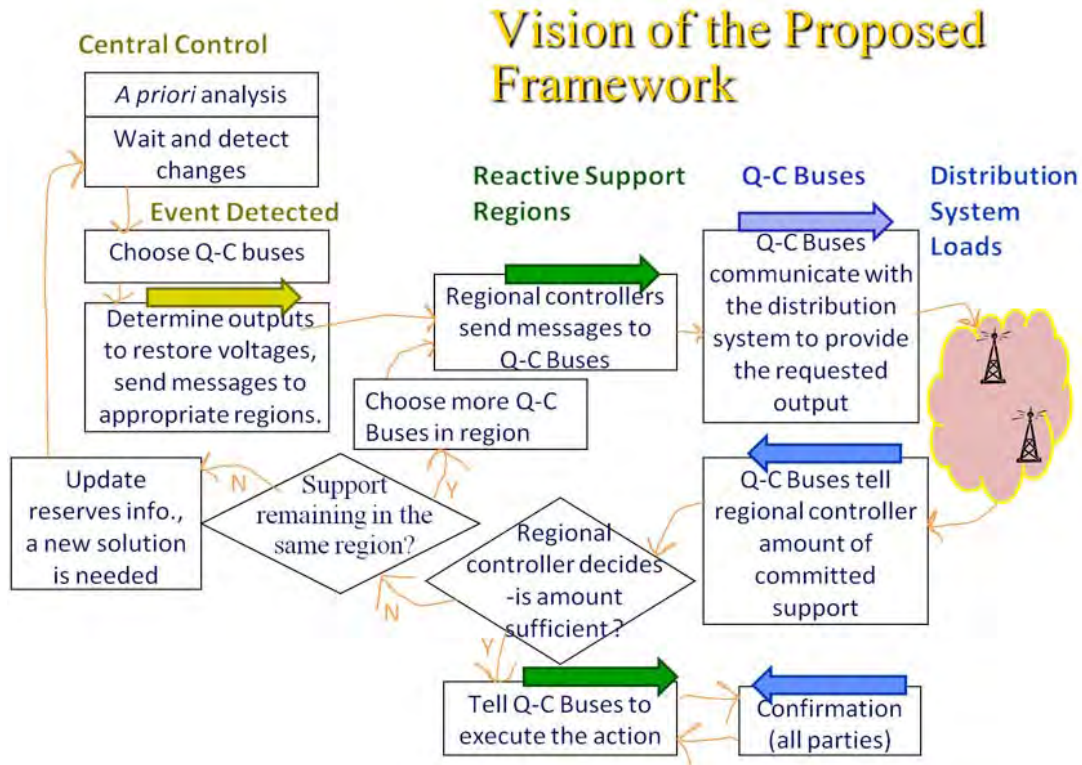 Vision of the Proposed
Framework
Central Control
A priori analysis
Wait and detect
changes
Event Detected
Choose Q-C buses
Determine outputs
to restore voltages,
send messages to
appropriate regions.
Reactive Support
Regions
Regional controllers
send messages to
Q-C Buses
Q-C Buses
Q-C Buses
communicate with
the distribution
system to provide
the requested
output
Distribution
System
Loads
Choose more Q-C
Buses in region
Q-C Buses tell
regional controller
amount of
committed
support
Regional
controller decides
-is amount
sufficient ?
N
Y
Support
remaining in the
same region?
N
Y
Update
reserves info.,
a new solution
is needed
Tell Q-C Buses to
execute the action
Confirmation
(all parties)